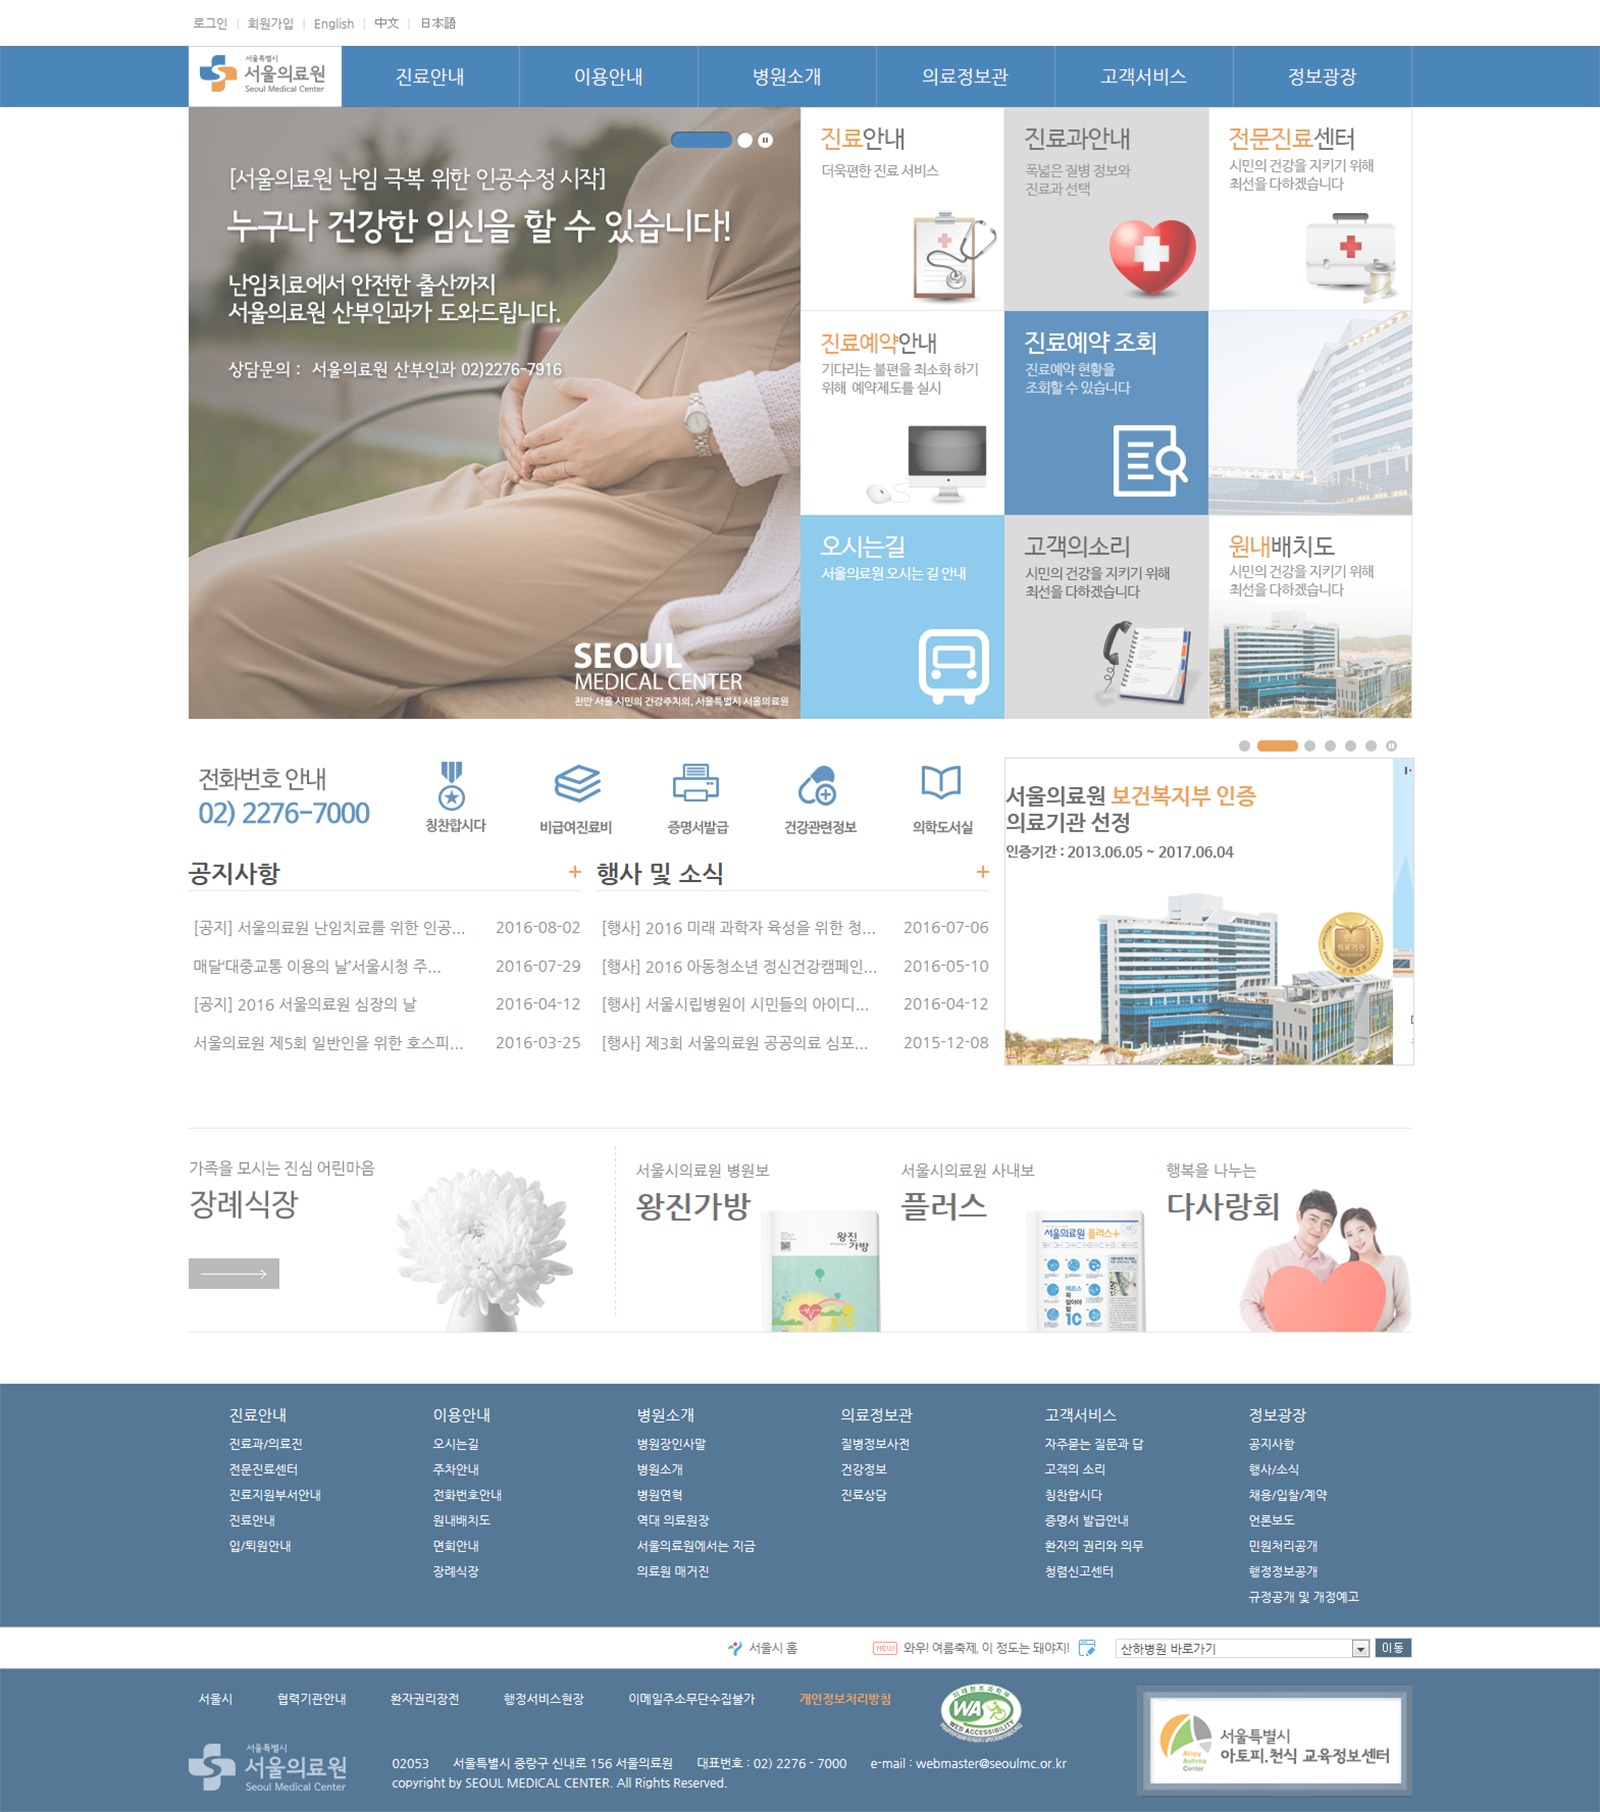 로그인 | 회원가입 | English | 中文 | 日本語
서울특별시
서울의료원
Seoul Medical Center
진료안내
이용안내
병원소개
의료정보관
고객서비스
정보광장
[서울의료원 난임 극복 위한 인공수정 시작]
누구나 건강한 임신을 할 수 있습니다!
난임치료에서 안전한 출산까지
서울의료원 산부인과가 도와드립니다.
상담문의 : 서울의료원 산부인과 02)2276-7916
SEOUL
MEDICAL CENTER
천만 서울 시민의 건강주치의, 서울특별시 서울의료원
진료안내
더욱편한 진료 서비스
진료과안내
폭넓은 질병 정보와
진료과 선택
전문진료센터
시민의 건강을 지키기 위해
최선을 다하겠습니다
진료예약안내
기다리는 불편을 최소화 하기
위해 예약제도를 실시
진료예약 조회
진료예약 현황을
조회할 수 있습니다
오시는길
서울의료원 오시는 길 안내
고객의소리
시민의 건강을 지키기 위해
최선을 다하겠습니다
원내배치도
시민의 건강을 지키기 위해
최선을 다하겠습니다
전화번호 안내
02) 2276-7000
칭찬합시다
비급여진료비
증명서발급
건강관련정보
의학도서실
서울의료원 보건복지부 인증
의료기관 선정
인증기간 : 2013.06.05 ~ 2017.06.04
의료기관
공지사항 +
[공지] 서울의료원 난임치료를 위한 인공... 2016-08-02
매달'대중교통 이용의 날'서울시청 주... 2016-07-29
[공지] 2016 서울의료원 심장의 날 2016-04-12
서울의료원 제5회 일반인을 위한 호스피... 2016-03-25
행사 및 소식 +
[행사] 2016 미래 과학자 육성을 위한 청... 2016-07-06
[행사] 2016 아동청소년 정신건강캠페인... 2016-05-10
[행사] 서울시립병원이 시민들의 아이디... 2016-04-12
[행사] 제3회 서울의료원 공공의료 심포... 2015-12-08
가족을 모시는 진심 어린마음
장례식장
서울시의료원 병원보
왕진가방
왕진
가방
서울시의료원 사내보
플러스
서울의료원 플러스+
행복을 나누는
다사랑회
진료안내
진료과/의료진
전문진료센터
진료지원부서안내
진료안내
입/퇴원안내
이용안내
오시는길
주차안내
전화번호안내
원내배치도
면회안내
장례식장
병원소개
병원장인사말
병원소개
병원연혁
역대 의료원장
서울의료원에서는 지금
의료원 매거진
의료정보관
질병정보사전
건강정보
진료상담
고객서비스
자주묻는 질문과 답
고객의 소리
칭찬합시다
증명서 발급안내
환자의 권리와 의무
청렴신고센터
정보광장
공지사항
행사/소식
채용/입찰/계약
언론보도
민원처리공개
행정정보공개
규정공개 및 개정예고
서울시 홈
NEW 와우! 여름축제, 이 정도는 돼야지!
산하병원 바로가기
이동
서울시
협력기관안내
환자권리장전
행정서비스헌장
이메일주소무단수집불가
개인정보처리방침
WA
WEB ACCESSIBILITY
서울특별시
서울의료원
Seoul Medical Center
02053 서울특별시 중랑구 신내로 156 서울의료원 대표번호 : 02) 2276 - 7000 e-mail : webmaster@seoulmc.or.kr
copyright by SEOUL MEDICAL CENTER. All Rights Reserved.
Atopy
Asthma
Center
서울특별시
아토피.천식 교육정보센터